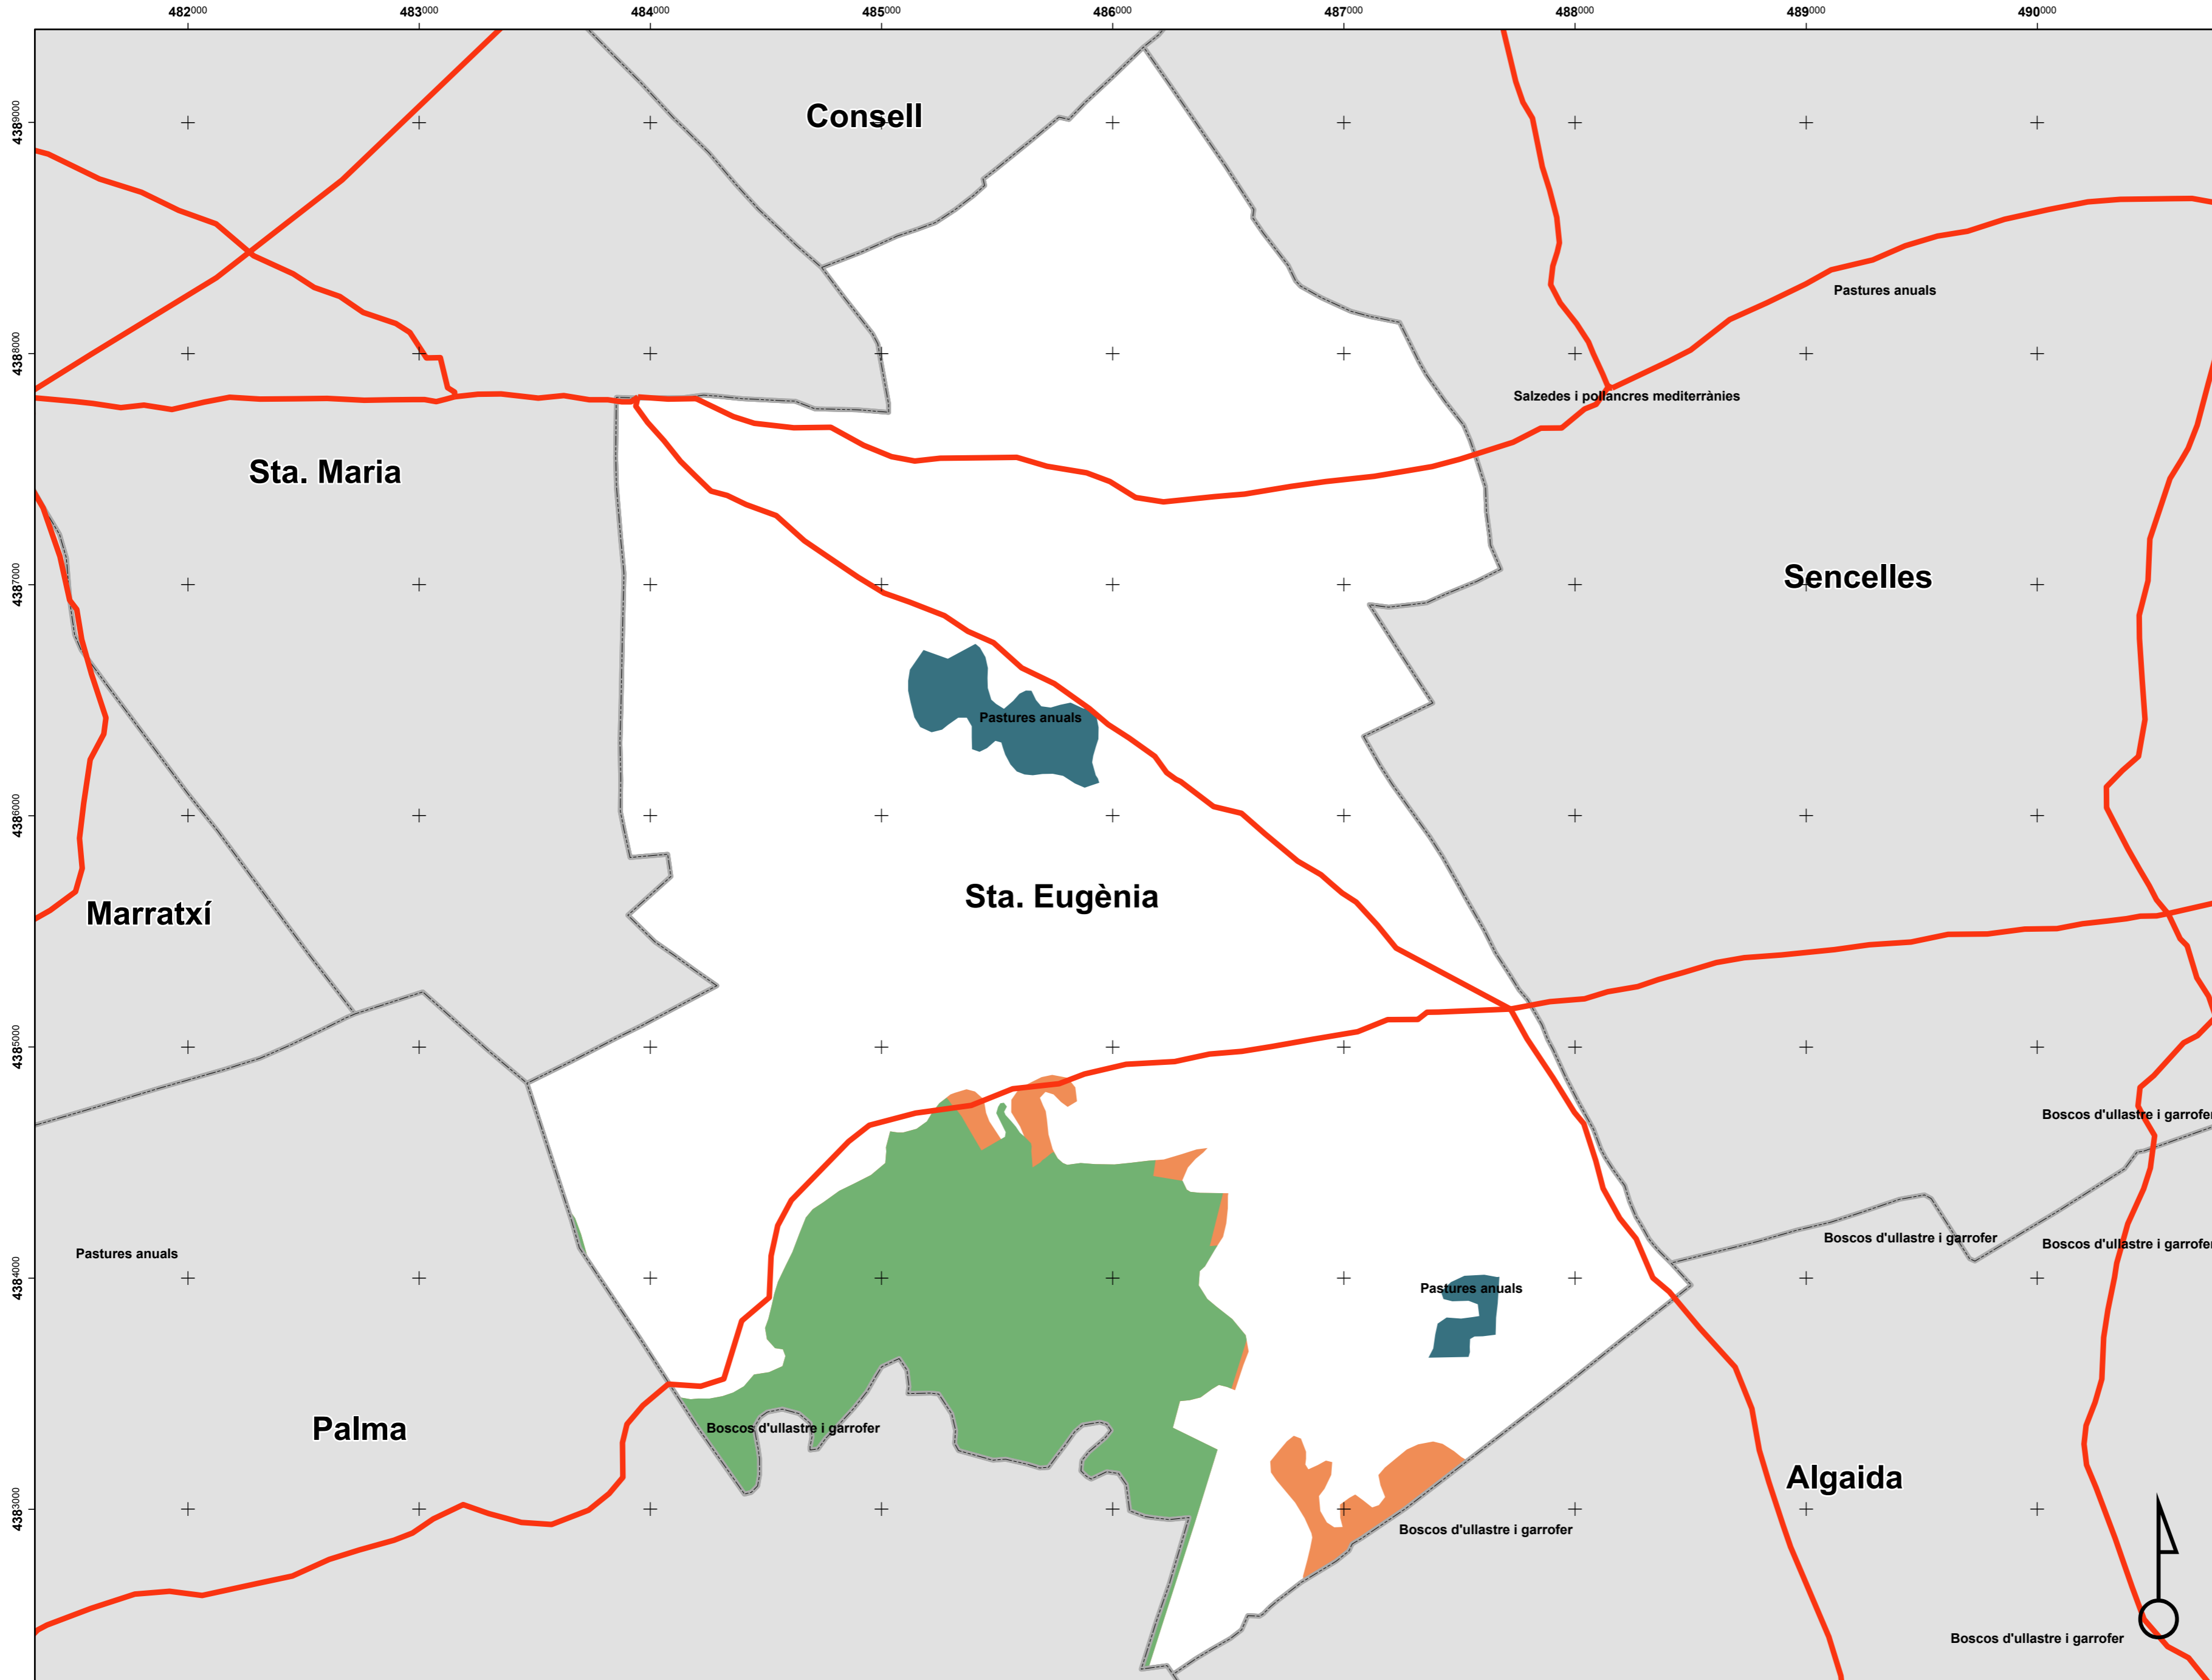 482000 483000 484000 485000 486000 487000 488000 489000 490000
4389000
Consell
Pastures anuals
4388000
Salzedes i pollancres mediterrànies
Sta. Maria
Sencelles
4387000
Pastures anuals
4386000
Sta. Eugènia
Marratxí
4385000
Boscos d'ullastre i garrofer
Boscos d'ullastre i garrofer
Boscos d'ullastre i garrofer
Pastures anuals
4384000
Pastures anuals
Palma
Boscos d'ullastre i garrofer
Algaida
4383000
Boscos d'ullastre i garrofer
Boscos d'ullastre i garrofer